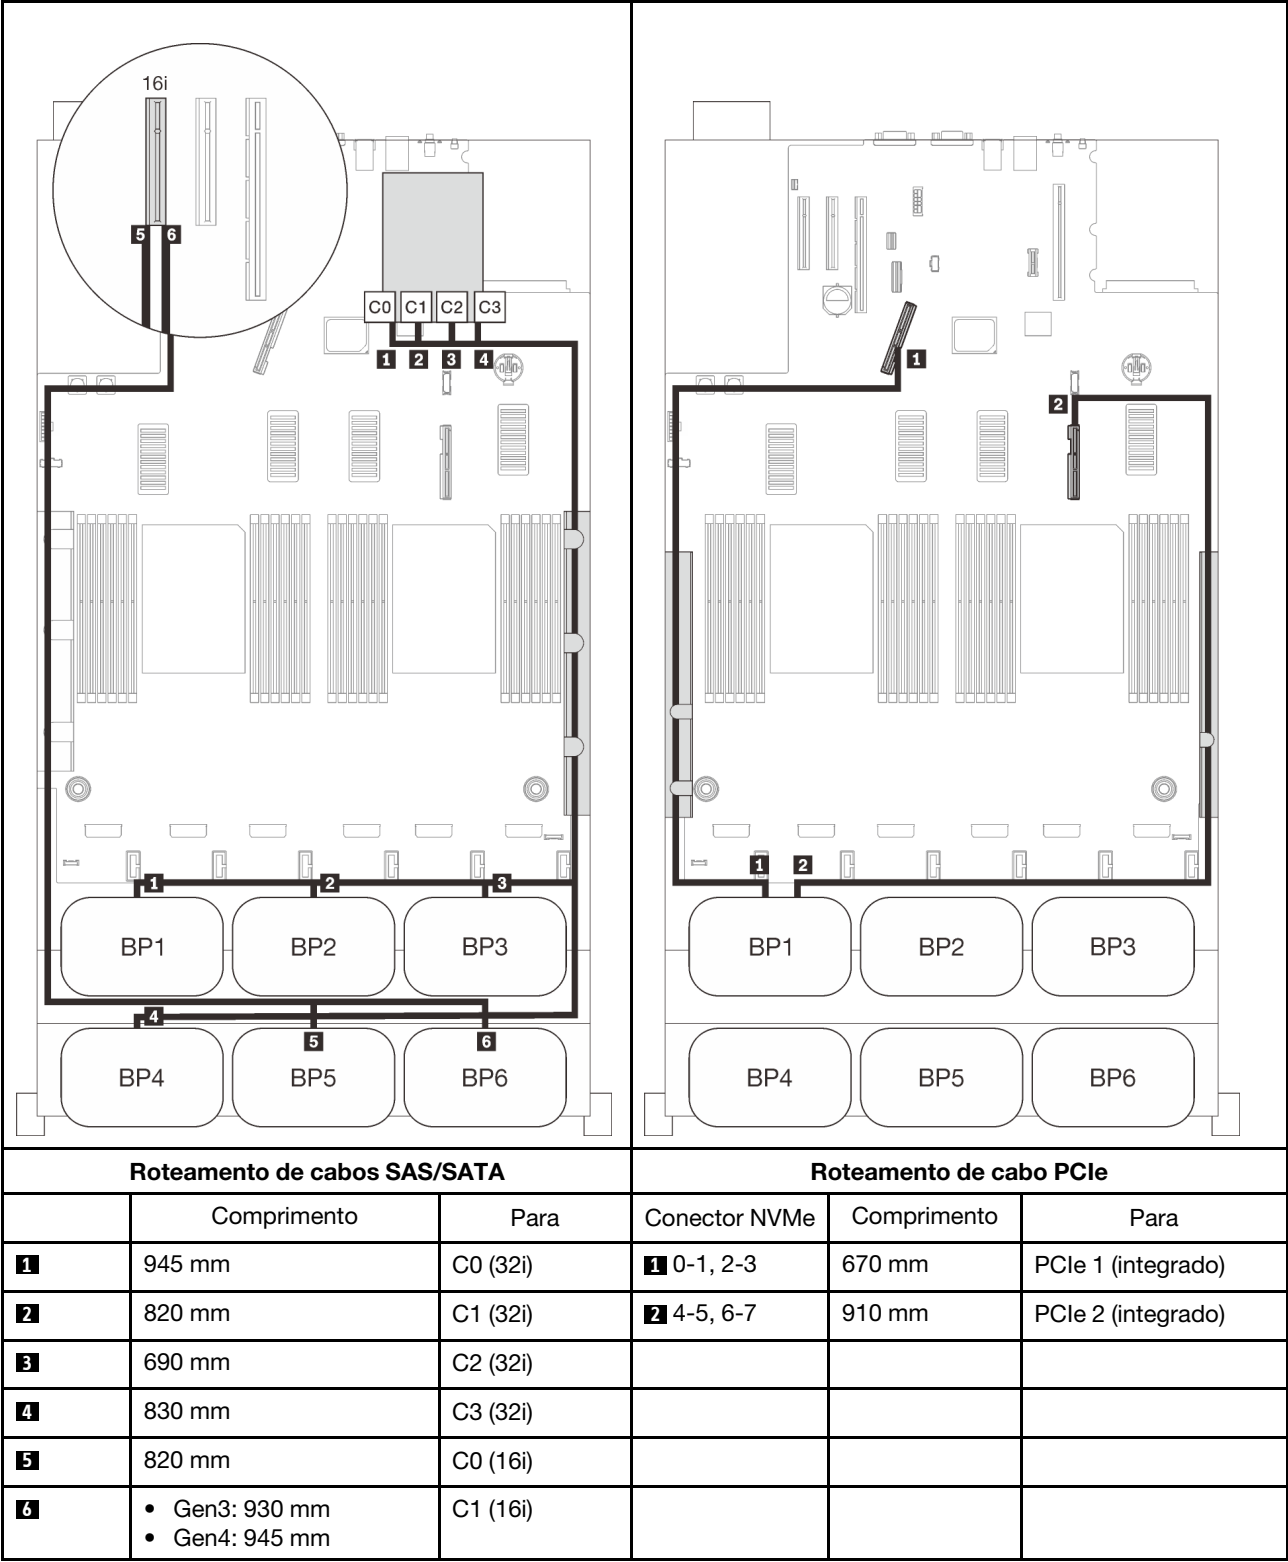 16i
5 6
C0 C1 C2 C3
1 2 3 4
1 2 3
BP1 BP2 BP3
4
5 6
BP4 BP5 BP6
1
2
1 2
BP1 BP2 BP3
BP4 BP5 BP6
Roteamento de cabos SAS/SATA Roteamento de cabo PCIe
Comprimento Para Conector NVMe Comprimento Para
1 945 mm C0 (32i) 1 0-1, 2-3 670 mm PCIe 1 (integrado)
2 820 mm C1 (32i) 2 4-5, 6-7 910 mm PCIe 2 (integrado)
3 690 mm C2 (32i)
4 830 mm C3 (32i)
5 820 mm C0 (16i)
6 • Gen3: 930 mm C1 (16i)
• Gen4: 945 mm